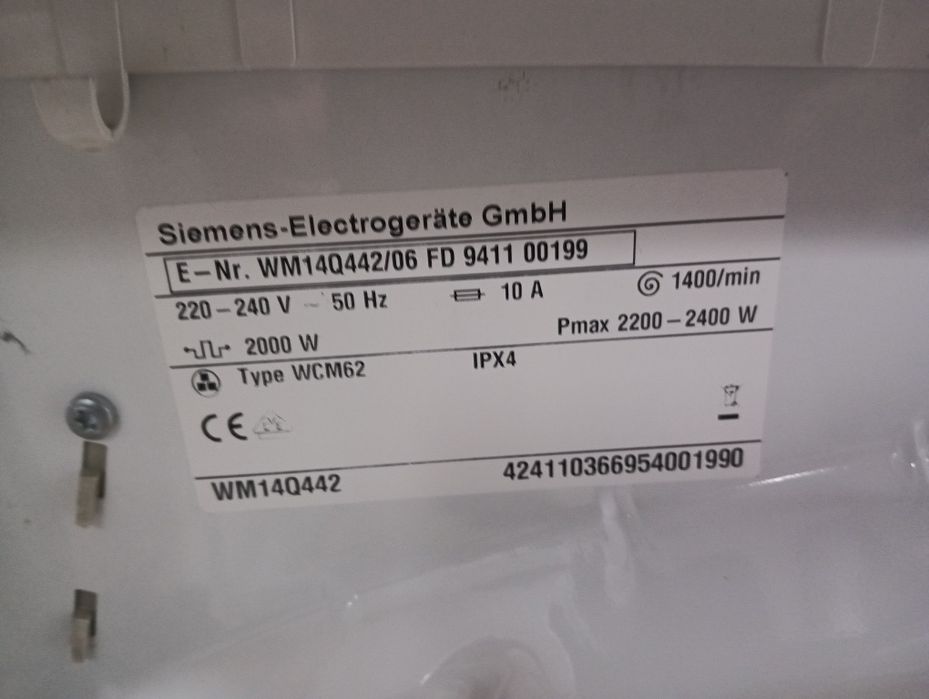 Siemens-Electrogeräte GmbH
E-Nr. WM14Q442/06 FD 9411 00199
220-240 V ~ 50 Hz 10 A 1400/min
2000 W Pmax 2200-2400 W
Type WCM62 IPX4
CE
WM14Q442 424110366954001990